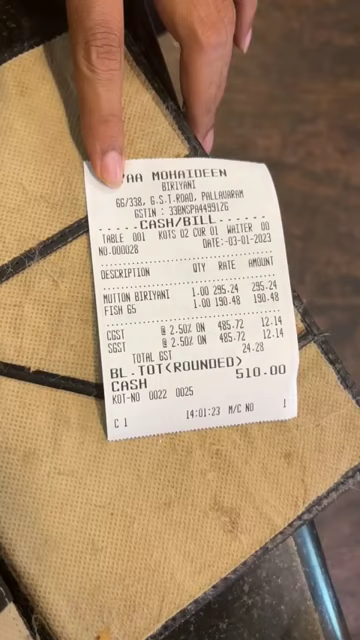 YAA MOHAIDEEN
BIRIYANI
66/338, G.S.T.ROAD, PALLAVARAM
GSTIN : 33BNSPA4499L1Z6
CASH/BILL
TABLE 001 KOTS 02 CUR 01 WAITER 00
NO.000028 DATE:-03-01-2023
DESCRIPTION QTY RATE AMOUNT
MUTTON BIRIYANI 1.00 295.24 295.24
FISH 65 1.00 190.48 190.48
CGST @ 2.50% ON 485.72 12.14
SGST @ 2.50% ON 485.72 12.14
TOTAL GST 24.28
BL.TOT(ROUNDED) 510.00
CASH
KOT-NO 0022 0025
C 1 14:01:23 M/C NO 1